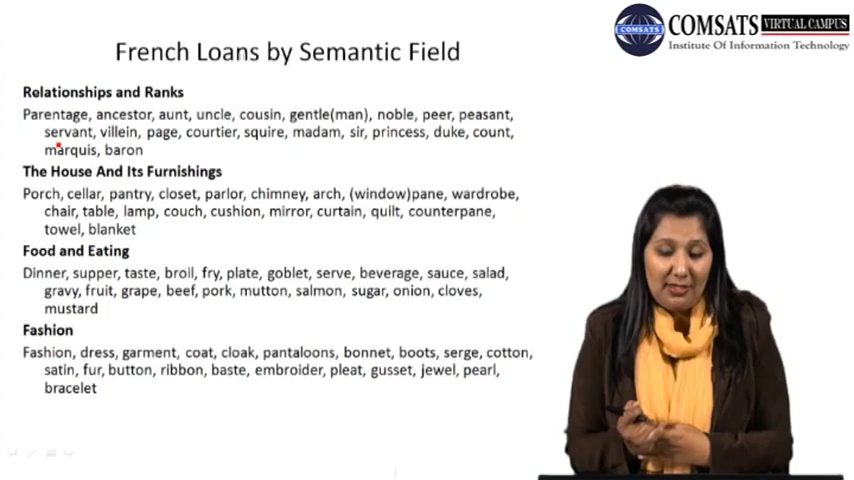 COMSATS VIRTUAL CAMPUS
COMSATS
Institute Of Information Technology
French Loans by Semantic Field
Relationships and Ranks
Parentage, ancestor, aunt, uncle, cousin, gentle(man), noble, peer, peasant,
servant, villein, page, courtier, squire, madam, sir, princess, duke, count,
marquis, baron
The House And Its Furnishings
Porch, cellar, pantry, closet, parlor, chimney, arch, (window)pane, wardrobe,
chair, table, lamp, couch, cushion, mirror, curtain, quilt, counterpane,
towel, blanket
Food and Eating
Dinner, supper, taste, broil, fry, plate, goblet, serve, beverage, sauce, salad,
gravy, fruit, grape, beef, pork, mutton, salmon, sugar, onion, cloves,
mustard
Fashion
Fashion, dress, garment, coat, cloak, pantaloons, bonnet, boots, serge, cotton,
satin, fur, button, ribbon, baste, embroider, pleat, gusset, jewel, pearl,
bracelet